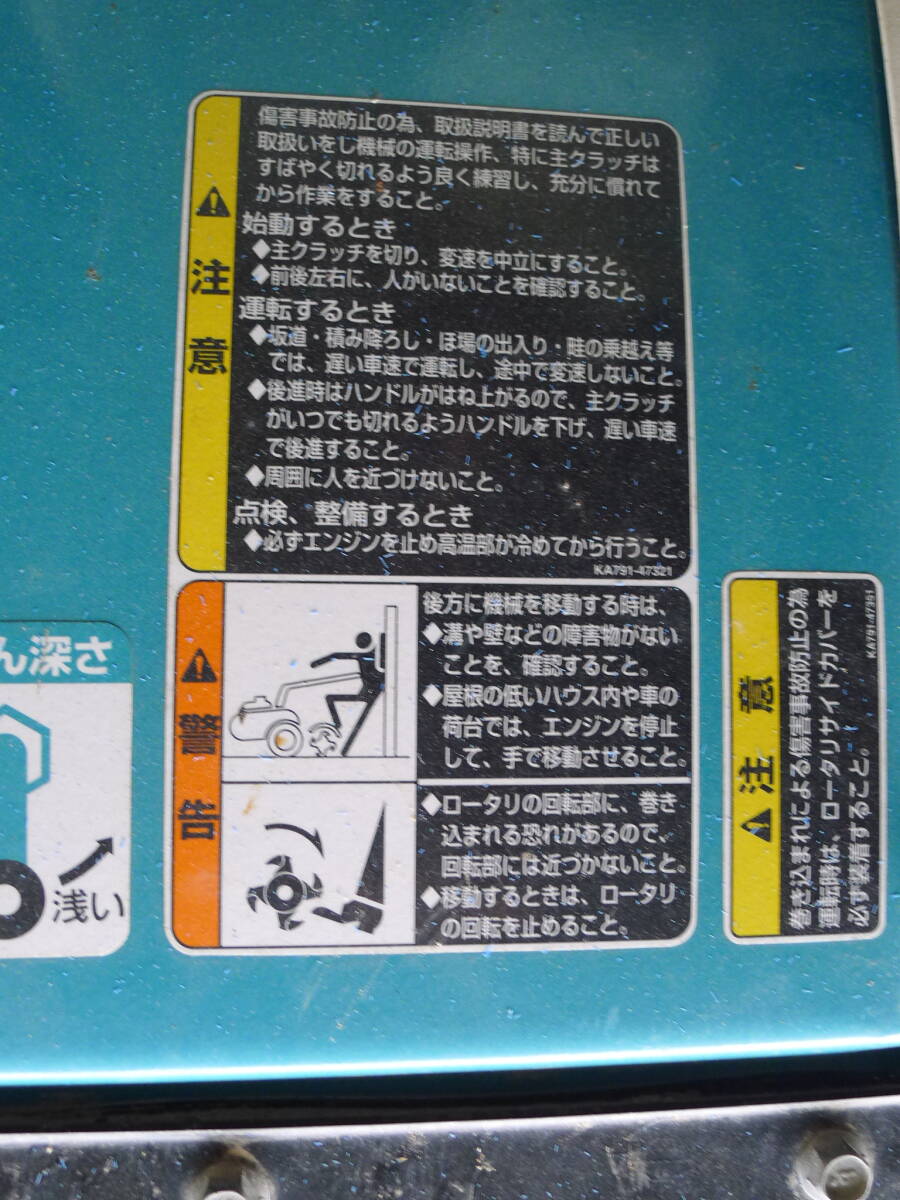 注意
傷害事故防止の為、取扱説明書を読んで正しい
取扱いをし機械の運転操作、特に主クラッチは
すばやく切れるよう良く練習し、充分に慣れて
から作業をすること。
始動するとき
◆主クラッチを切り、変速を中立にすること。
◆前後左右に、人がいないことを確認すること。
運転するとき
◆坂道・積み降ろし・ほ場の出入り・畦の乗越え等
では、遅い車速で運転し、途中で変速しないこと。
◆後進時はハンドルがはね上がるので、主クラッチ
がいつでも切れるようハンドルを下げ、遅い車速
で後進すること。
◆周囲に人を近づけないこと。
点検、整備するとき
◆必ずエンジンを止め高温部が冷めてから行うこと。
KA791-47321
警告
後方に機械を移動する時は、
◆溝や壁などの障害物がない
ことを、確認すること。
◆屋根の低いハウス内や車の
荷台では、エンジンを停止
して、手で移動させること。
◆ロータリの回転部に、巻き
込まれる恐れがあるので、
回転部には近づかないこと。
◆移動するときは、ロータリ
の回転を止めること。
注意
巻き込まれによる傷害事故防止の為
運転時は、ロータリサイドカバーを
必ず装着すること。
KA791-47351
ん深さ
浅い